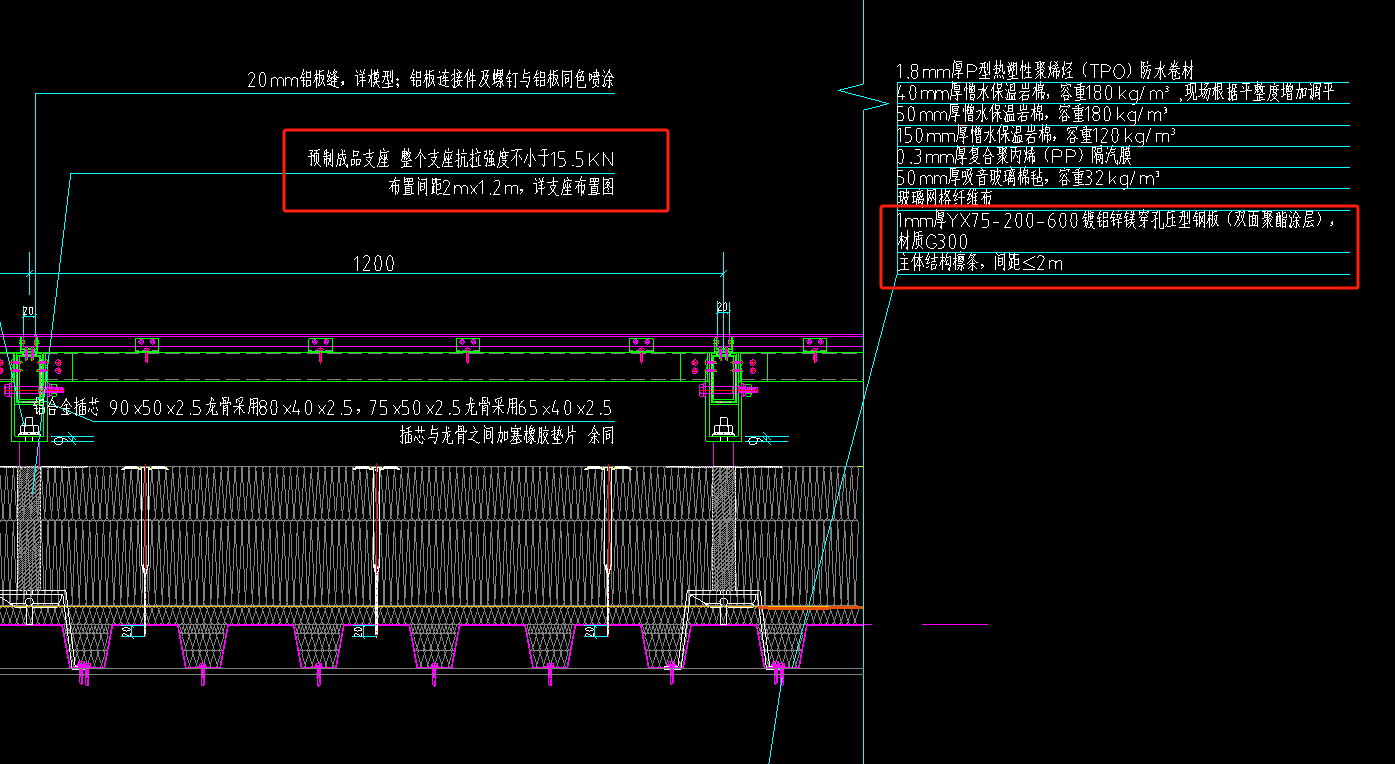 20mm铝板缝，详模型；铝板连接件及螺钉与铝板同色喷涂
预制成品支座 整个支座抗拉强度不小于15.5KN
布置间距2mx1.2m，详支座布置图
1200
20
20
铝合金插芯 90x50x2.5龙骨采用80x40x2.5，75x50x2.5龙骨采用65x40x2.5
插芯与龙骨之间加塞橡胶垫片 余同
6
6
20
20
20
1.8mm厚P型热塑性聚烯烃（TPO）防水卷材
40mm厚憎水保温岩棉，容重180kg/m³ ,现场根据平整度增加调平
50mm厚憎水保温岩棉，容重180kg/m³
150mm厚憎水保温岩棉，容重120kg/m³
0.3mm厚复合聚丙烯（PP）隔汽膜
50mm厚吸音玻璃棉毡，容重32kg/m³
玻璃网格纤维布
1mm厚YX75-200-600镀铝锌镁穿孔压型钢板（双面聚酯涂层），
材质G300
主体结构檩条，间距≤2m